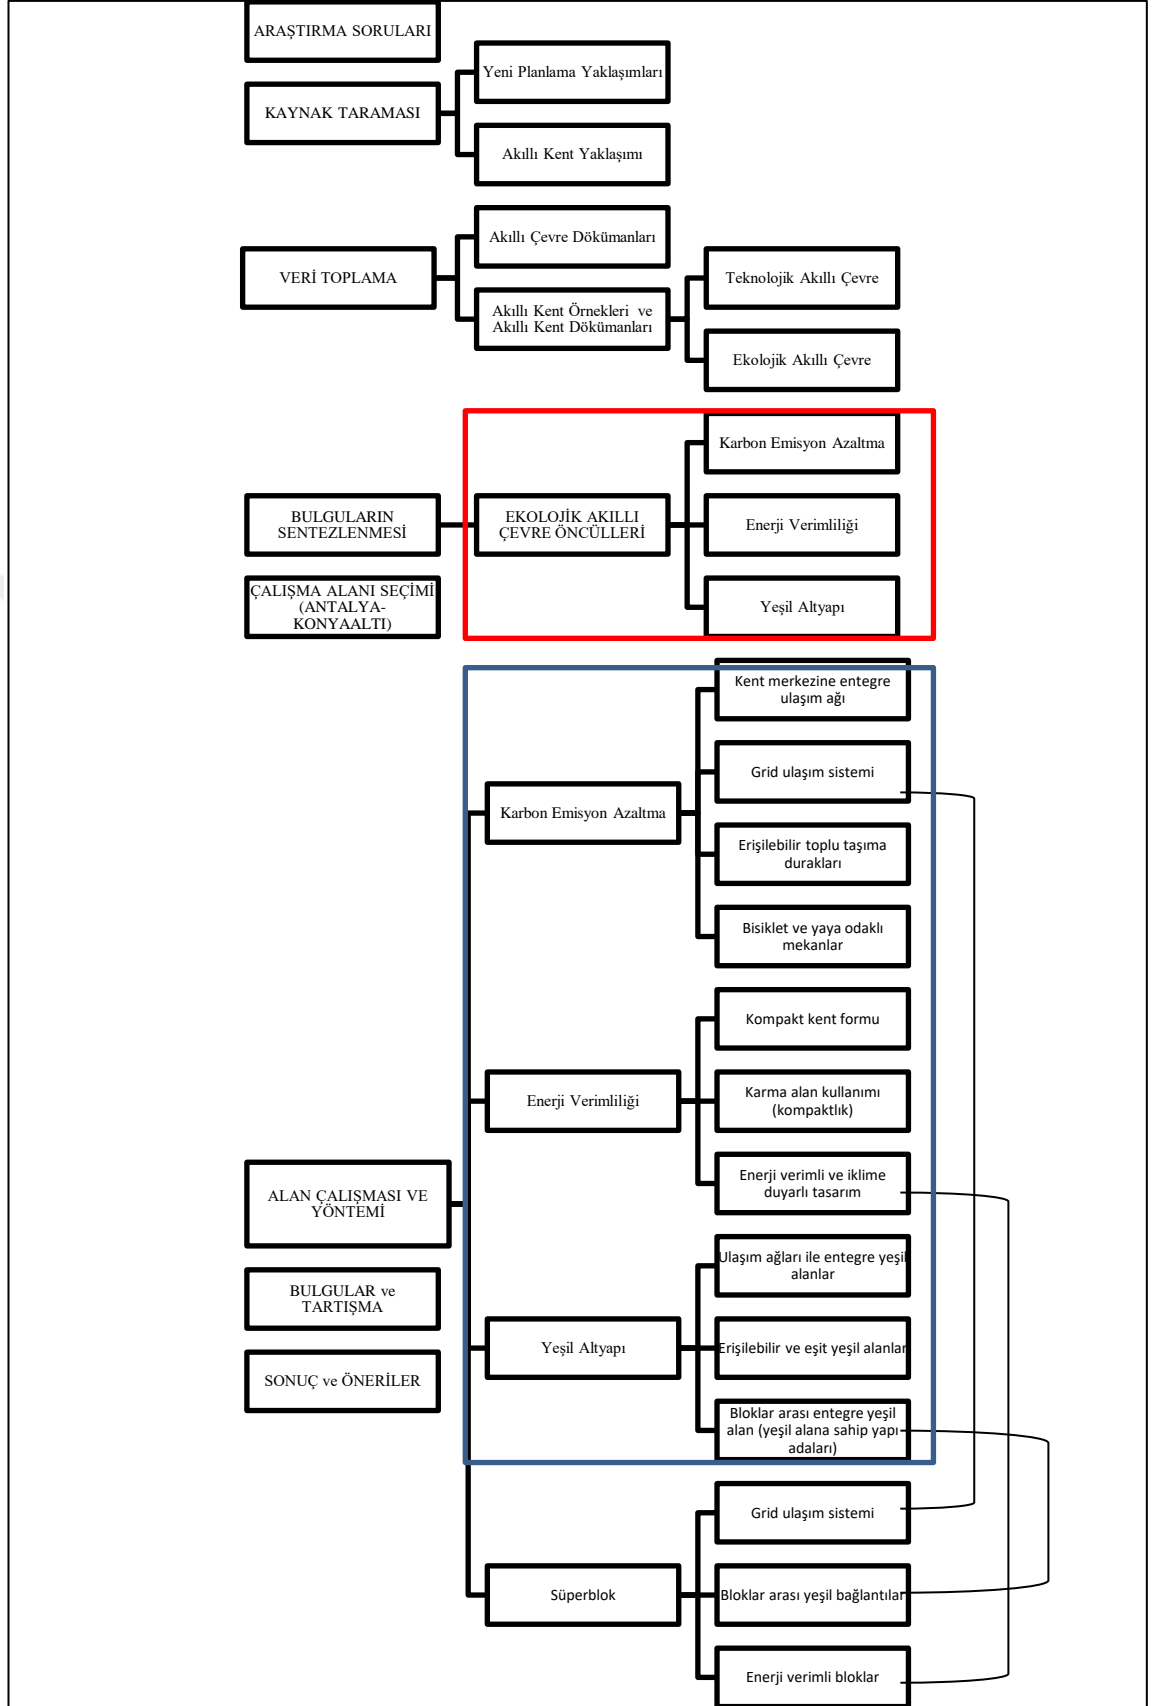 ARAŞTIRMA SORULARI
KAYNAK TARAMASI
Yeni Planlama Yaklaşımları
Akıllı Kent Yaklaşımı
VERİ TOPLAMA
Akıllı Çevre Dökümanları
Akıllı Kent Örnekleri ve
Akıllı Kent Dökümanları
Teknolojik Akıllı Çevre
Ekolojik Akıllı Çevre
BULGULARIN
SENTEZLENMESİ
EKOLOJİK AKILLI
ÇEVRE ÖNCÜLLERİ
Karbon Emisyon Azaltma
Enerji Verimliliği
Yeşil Altyapı
ÇALIŞMA ALANI SEÇİMİ
(ANTALYA-
KONYAALTI)
ALAN ÇALIŞMASI VE
YÖNTEMİ
Karbon Emisyon Azaltma
Kent merkezine entegre
ulaşım ağı
Grid ulaşım sistemi
Erişilebilir toplu taşıma
durakları
Bisiklet ve yaya odaklı
mekanlar
Enerji Verimliliği
Kompakt kent formu
Karma alan kullanımı
(kompaktlık)
Enerji verimli ve iklime
duyarlı tasarım
Yeşil Altyapı
Ulaşım ağları ile entegre yeşil
alanlar
Erişilebilir ve eşit yeşil alanlar
Bloklar arası entegre yeşil
alan (yeşil alana sahip yapı
adaları)
Süperblok
Grid ulaşım sistemi
Bloklar arası yeşil bağlantılar
Enerji verimli bloklar
BULGULAR ve
TARTIŞMA
SONUÇ ve ÖNERİLER